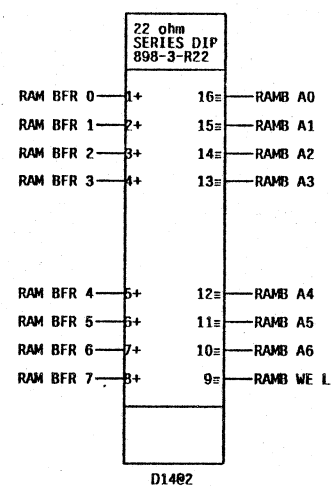 22 ohm
SERIES DIP
898-3-R22
RAM BFR 0 1+ 16≡ RAMB A0
RAM BFR 1 2+ 15≡ RAMB A1
RAM BFR 2 3+ 14≡ RAMB A2
RAM BFR 3 4+ 13≡ RAMB A3
RAM BFR 4 5+ 12≡ RAMB A4
RAM BFR 5 6+ 11≡ RAMB A5
RAM BFR 6 7+ 10≡ RAMB A6
RAM BFR 7 8+ 9≡ RAMB WE L
D1402